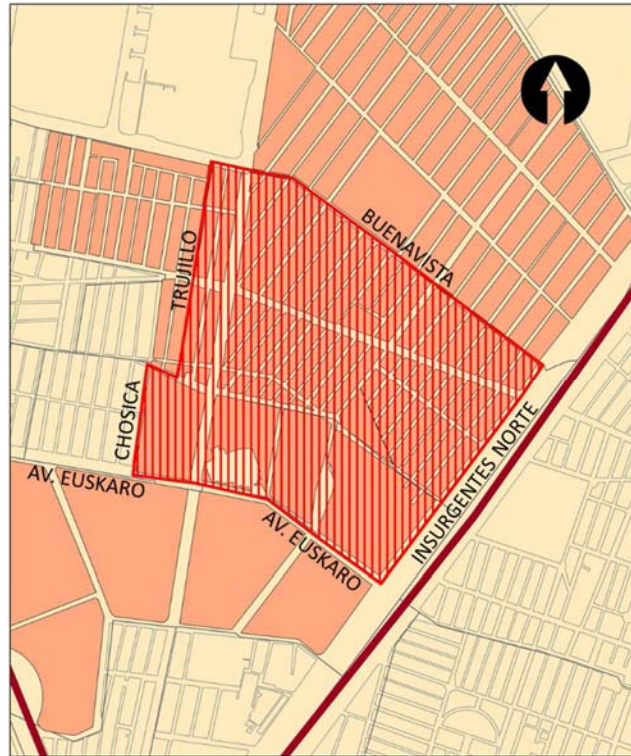 BUENAVISTA
TRUJILLO
CHOSICA
INSURGENTES NORTE
AV. EUSKARO
AV. EUSKARO